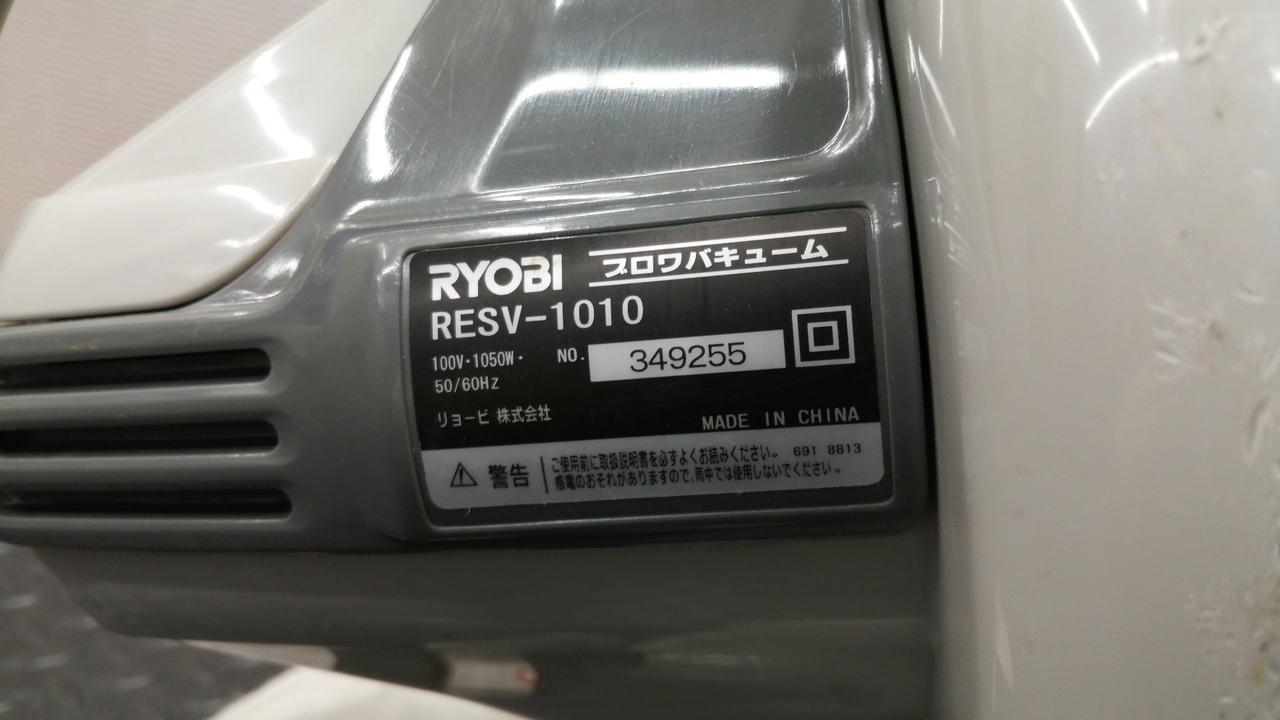 RYOBI ブロワバキューム
RESV-1010
100V・1050W・ NO. 349255
50/60Hz
リョービ 株式会社
MADE IN CHINA
警告 ご使用前に取扱説明書を必ずよくお読みください。 691 8813
感電のおそれがありますので、雨中では使用しないでください。